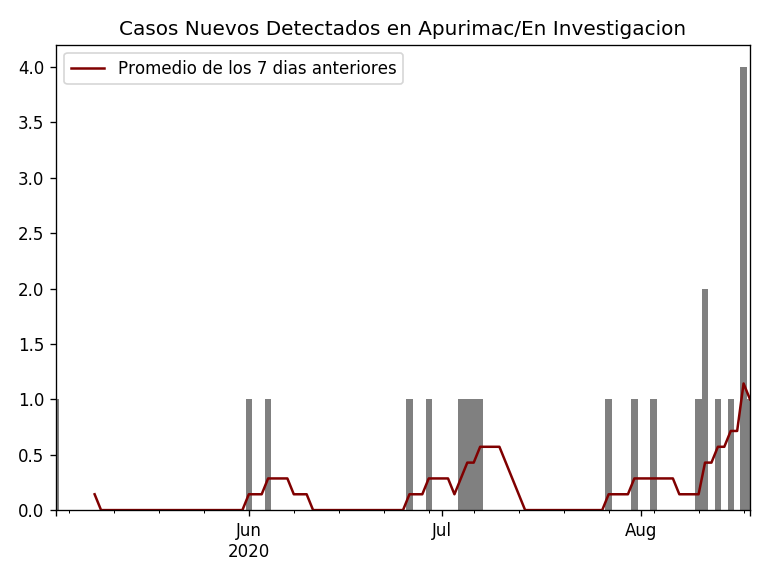 Casos Nuevos Detectados en Apurimac/En Investigacion
Promedio de los 7 dias anteriores
4.0
3.5
3.0
2.5
2.0
1.5
1.0
0.5
0.0
Jun
2020
Jul
Aug